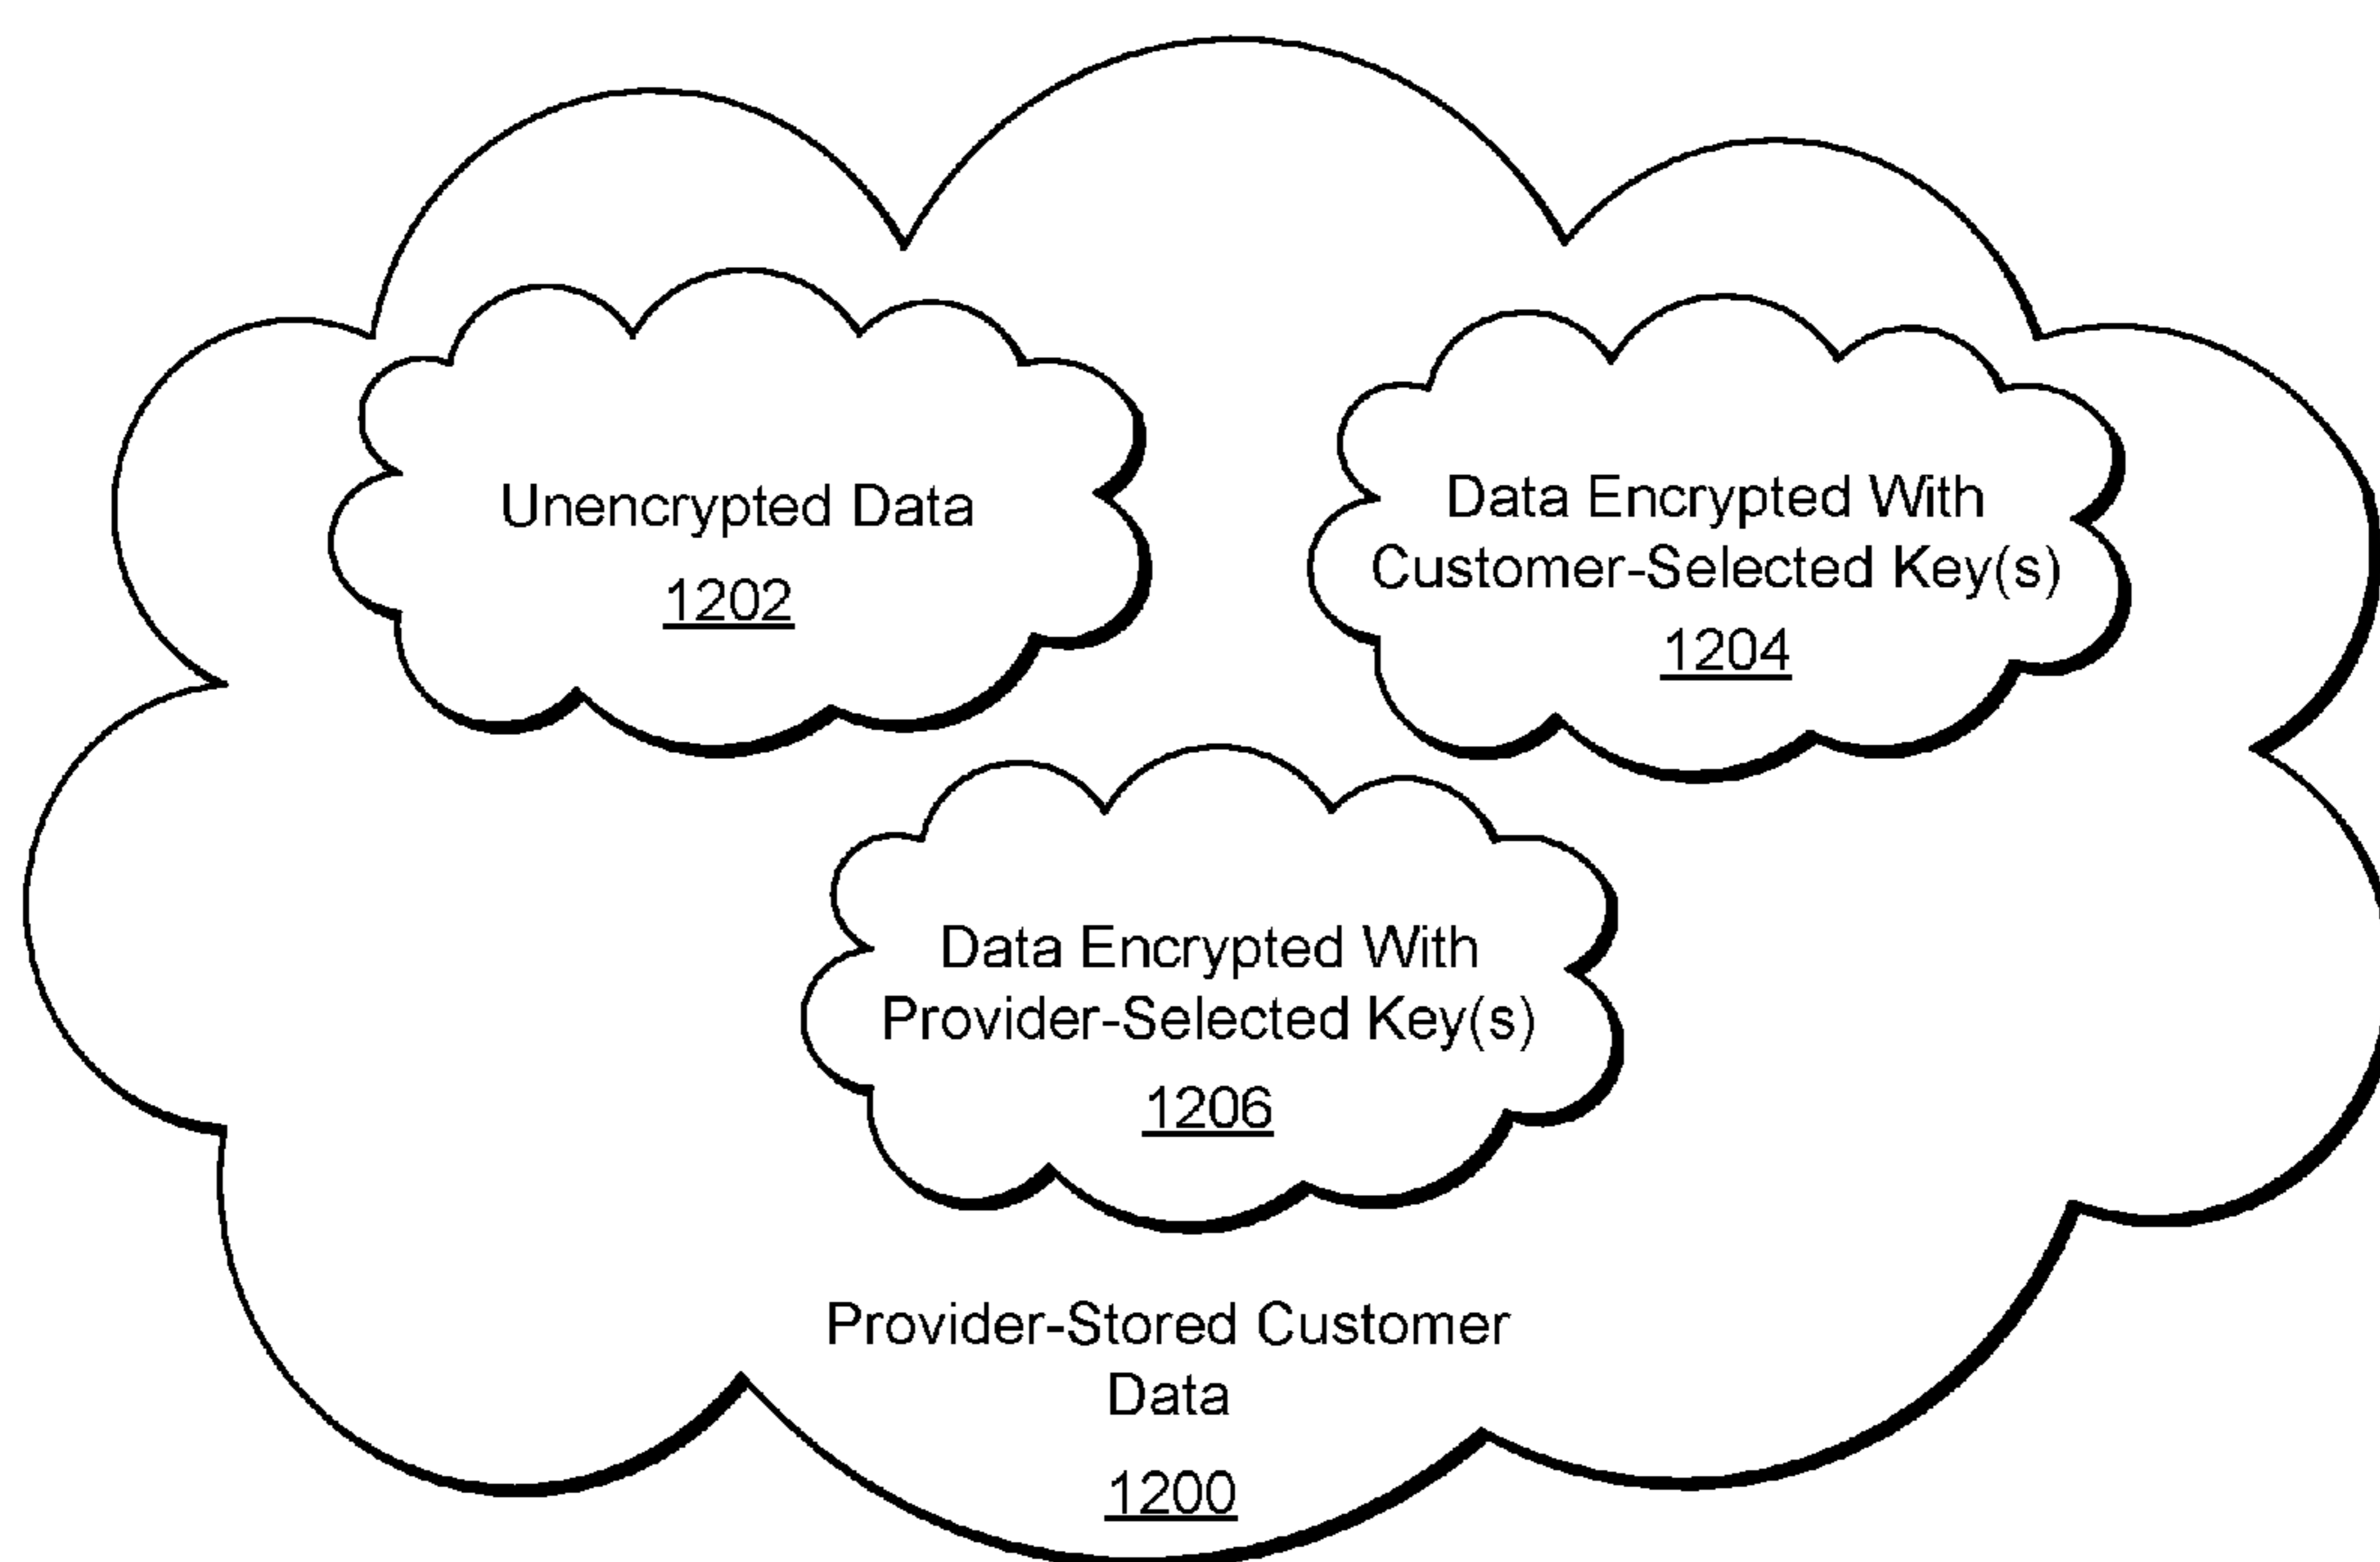 Unencrypted Data
1202
Data Encrypted With
Customer-Selected Key(s)
1204
Data Encrypted With
Provider-Selected Key(s)
1206
Provider-Stored Customer
Data
1200